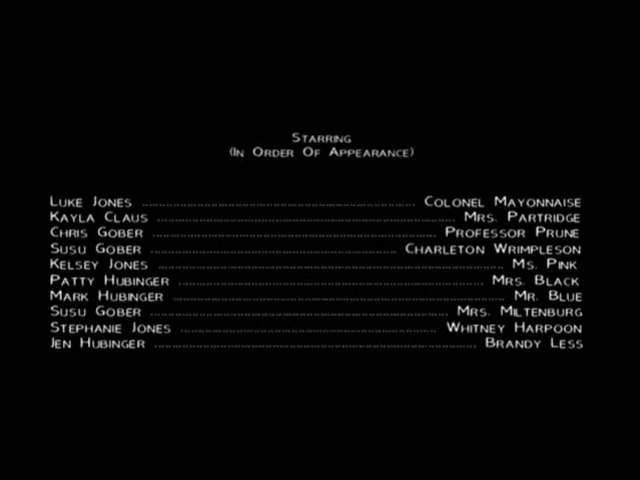 Starring
(In Order Of Appearance)
Luke Jones ........................ Colonel Mayonnaise
Kayla Claus ........................ Mrs. Partridge
Chris Gober ........................ Professor Prune
Susu Gober ........................ Charleton Wrimpleson
Kelsey Jones ........................ Ms. Pink
Patty Hubinger ........................ Mrs. Black
Mark Hubinger ........................ Mr. Blue
Susu Gober ........................ Mrs. Miltenburg
Stephanie Jones ........................ Whitney Harpoon
Jen Hubinger ........................ Brandy Less